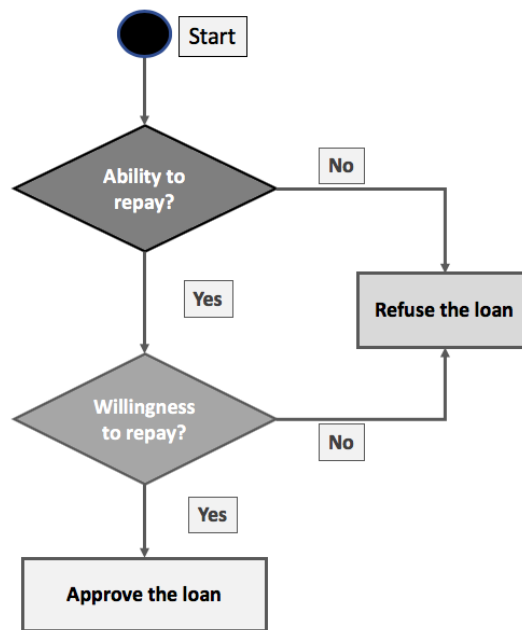 Start
Ability to
repay?
No
Yes
Refuse the loan
Willingness
to repay?
No
Yes
Approve the loan